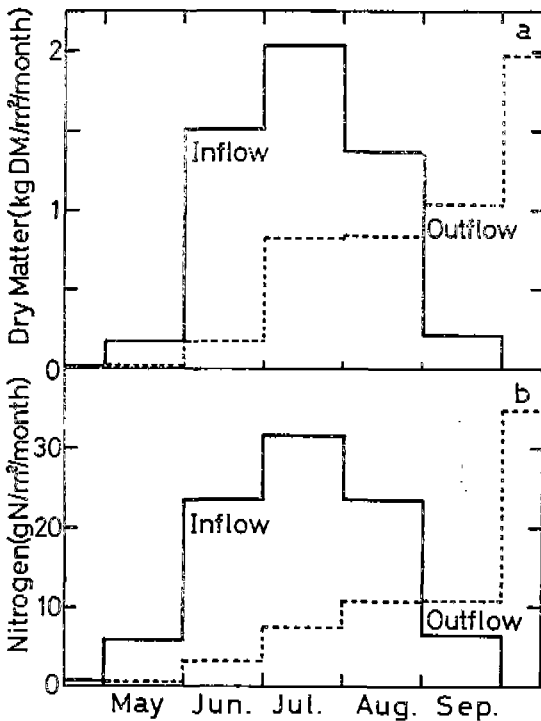 a
Dry Matter(kg DM/m²/month)
2
1
0
Inflow
Outflow
b
Nitrogen(gN/m²/month)
30
20
10
0
Inflow
Outflow
May Jun. Jul. Aug. Sep.